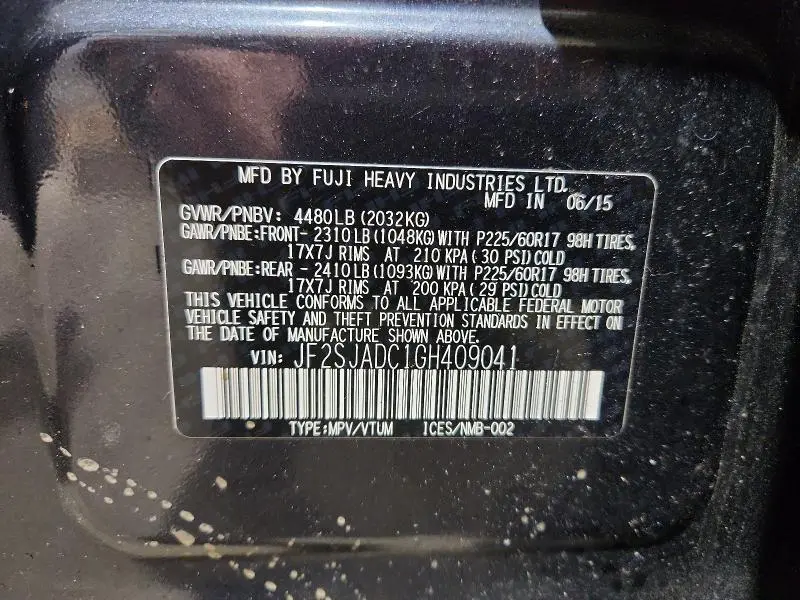 MFD BY FUJI HEAVY INDUSTRIES LTD.
MFD IN 06/15
GVWR/PNBV: 4480LB (2032KG)
GAWR/PNBE:FRONT- 2310LB (1048KG) WITH P225/60R17 98H TIRES,
17X7J RIMS AT 210 KPA ( 30 PSI) COLD
GAWR/PNBE:REAR - 2410LB (1093KG) WITH P225/60R17 98H TIRES,
17X7J RIMS AT 200 KPA ( 29 PSI) COLD
THIS VEHICLE CONFORMS TO ALL APPLICABLE FEDERAL MOTOR
VEHICLE SAFETY AND THEFT PREVENTION STANDARDS IN EFFECT ON
THE DATE OF MANUFACTURE SHOWN ABOVE.
VIN: JF2SJADC1GH409041
TYPE:MPV/VTUM ICES/NMB-002